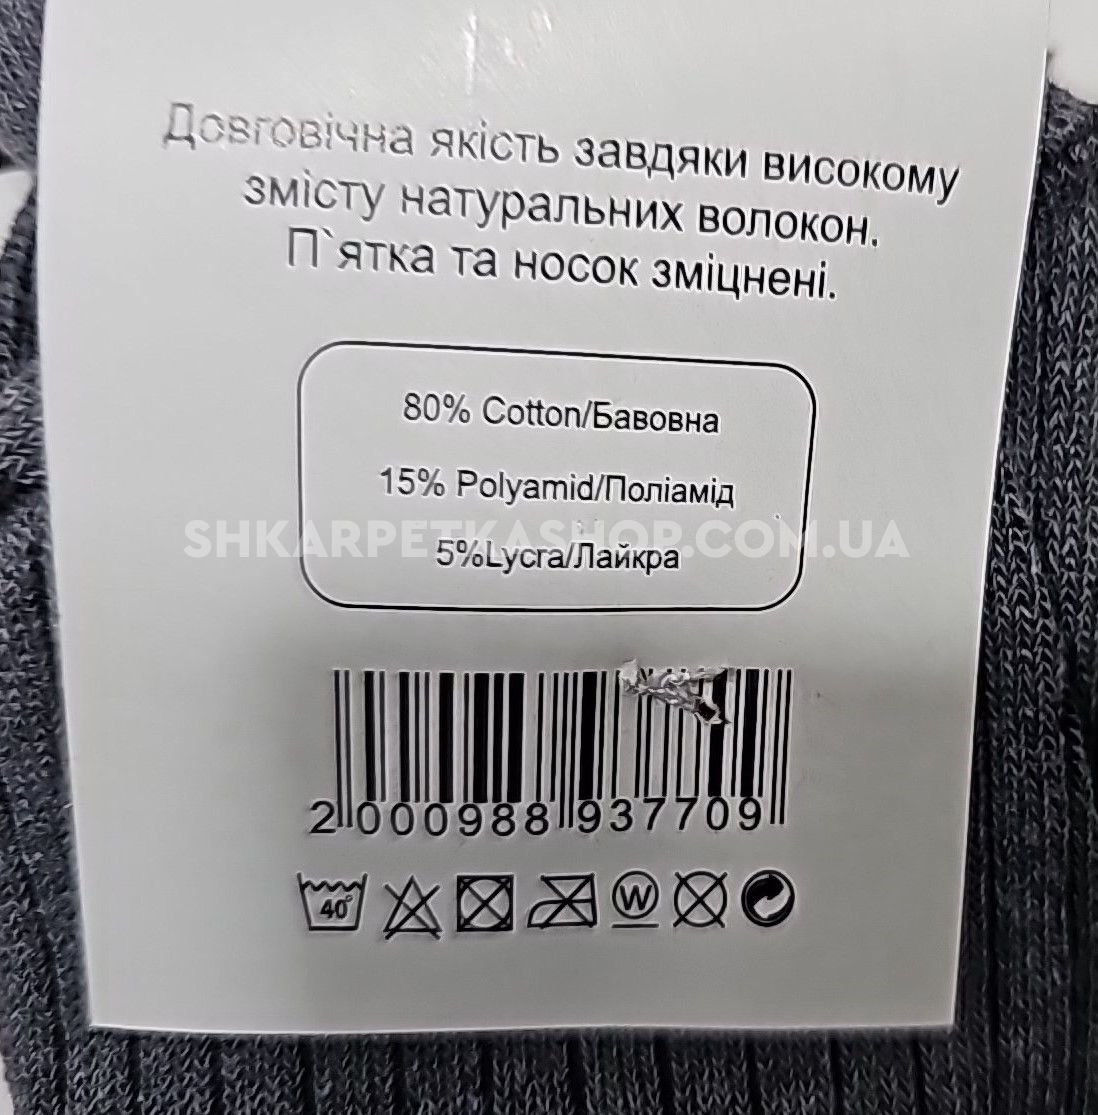 Довговічна якість завдяки високому
змісту натуральних волокон.
П`ятка та носок зміцнені.
80% Cotton/Бавовна
15% Polyamid/Поліамід
SHKARPETKASHOP.COM.UA
5%Lycra/Лайкра
2 000988 937709
40°
W